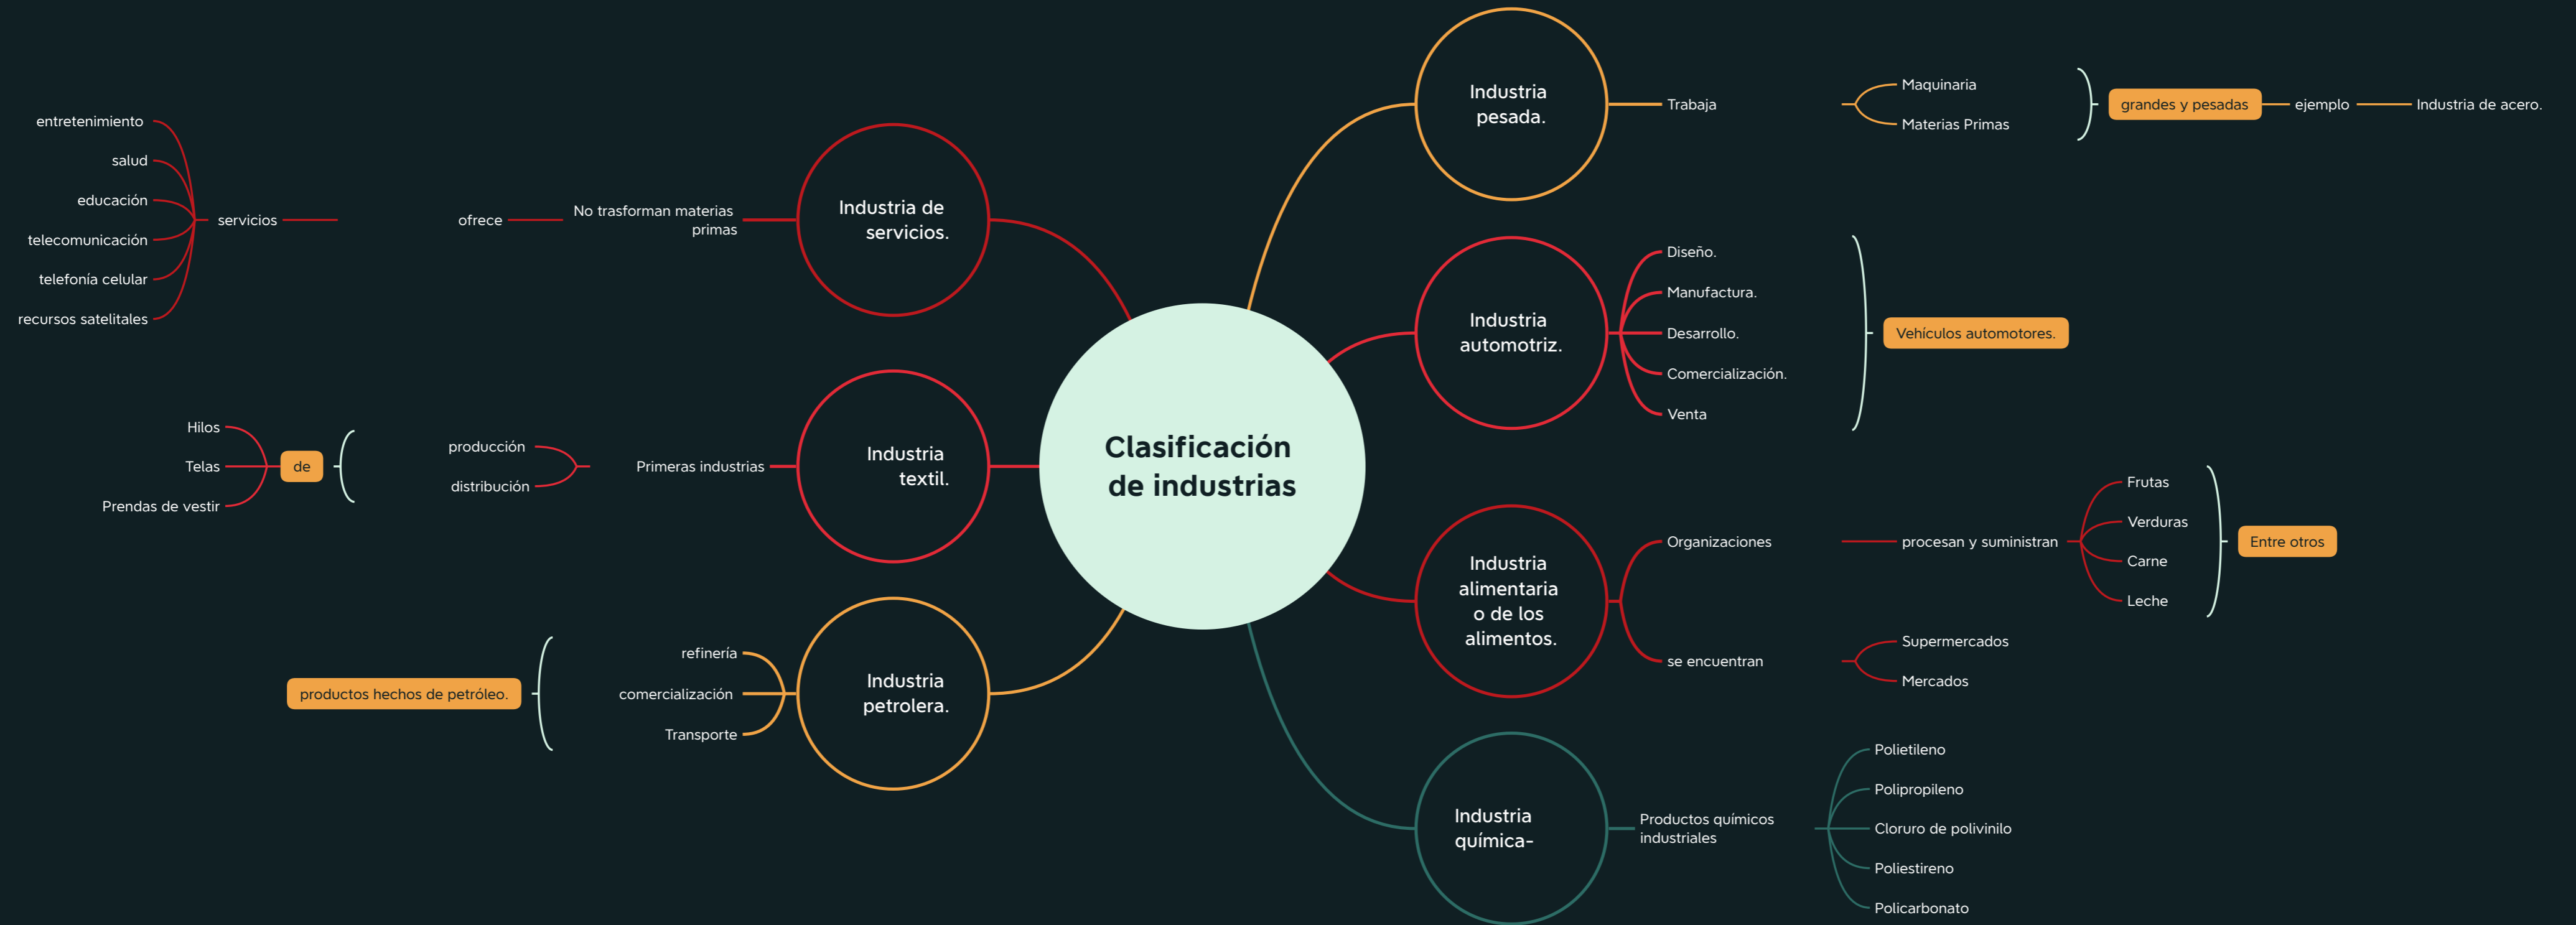 Clasificación
de industrias
Industria
pesada.
Trabaja
Maquinaria
Materias Primas
grandes y pesadas
ejemplo
Industria de acero.
Industria
automotriz.
Diseño.
Manufactura.
Desarrollo.
Comercialización.
Venta
Vehículos automotores.
Industria
alimentaria
o de los
alimentos.
Organizaciones
procesan y suministran
Frutas
Verduras
Carne
Leche
Entre otros
se encuentran
Supermercados
Mercados
Industria
química-
Productos químicos
industriales
Polietileno
Polipropileno
Cloruro de polivinilo
Poliestireno
Policarbonato
Industria de
servicios.
No trasforman materias
primas
ofrece
servicios
entretenimiento
salud
educación
telecomunicación
telefonía celular
recursos satelitales
Industria
textil.
Primeras industrias
producción
distribución
de
Hilos
Telas
Prendas de vestir
Industria
petrolera.
refinería
comercialización
Transporte
productos hechos de petróleo.